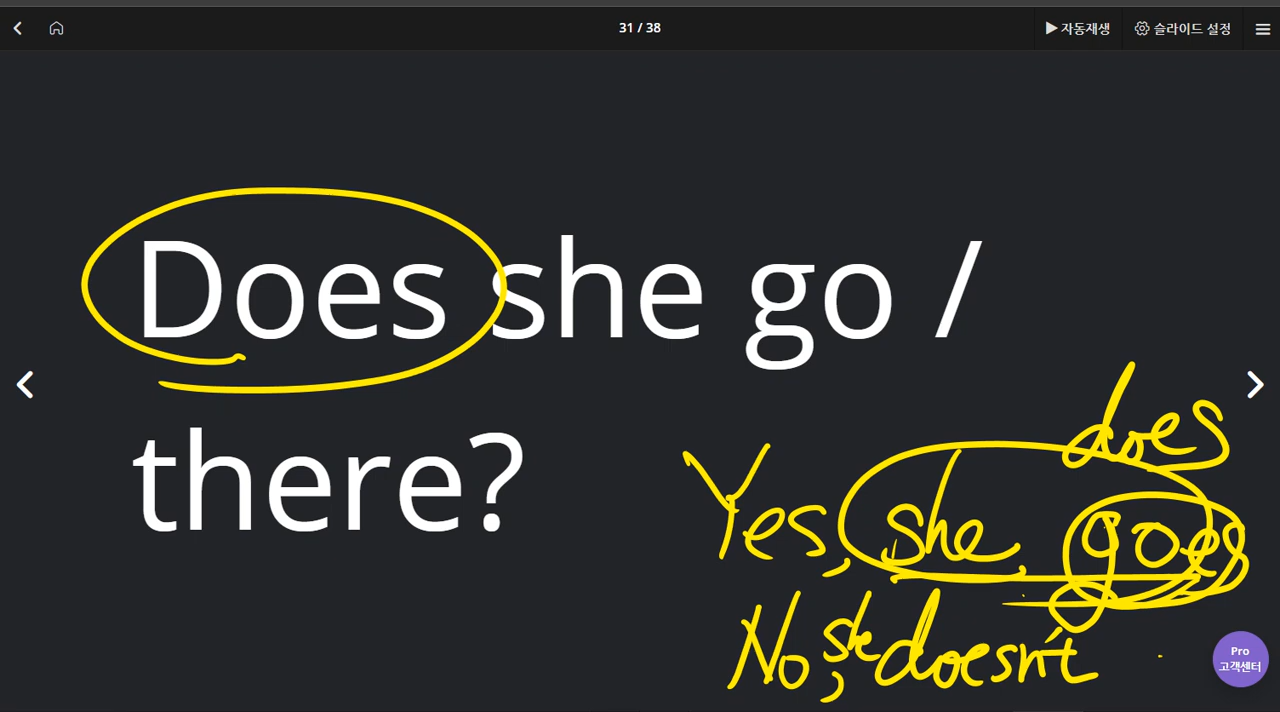 31 / 38
자동재생
슬라이드 설정
Does she go /
there?
does
Yes, she goes
No, she doesn't
Pro
고객센터